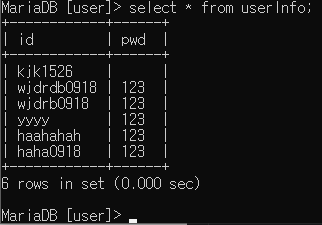 MariaDB [user]> select * from userInfo;
+------------+------+
| id         | pwd  |
+------------+------+
| kjk1526    |      |
| wjdrdb0918 | 123  |
| wjdrb0918  | 123  |
| yyyy       | 123  |
| haahahah   | 123  |
| haha0918   | 123  |
+------------+------+
6 rows in set (0.000 sec)
MariaDB [user]>